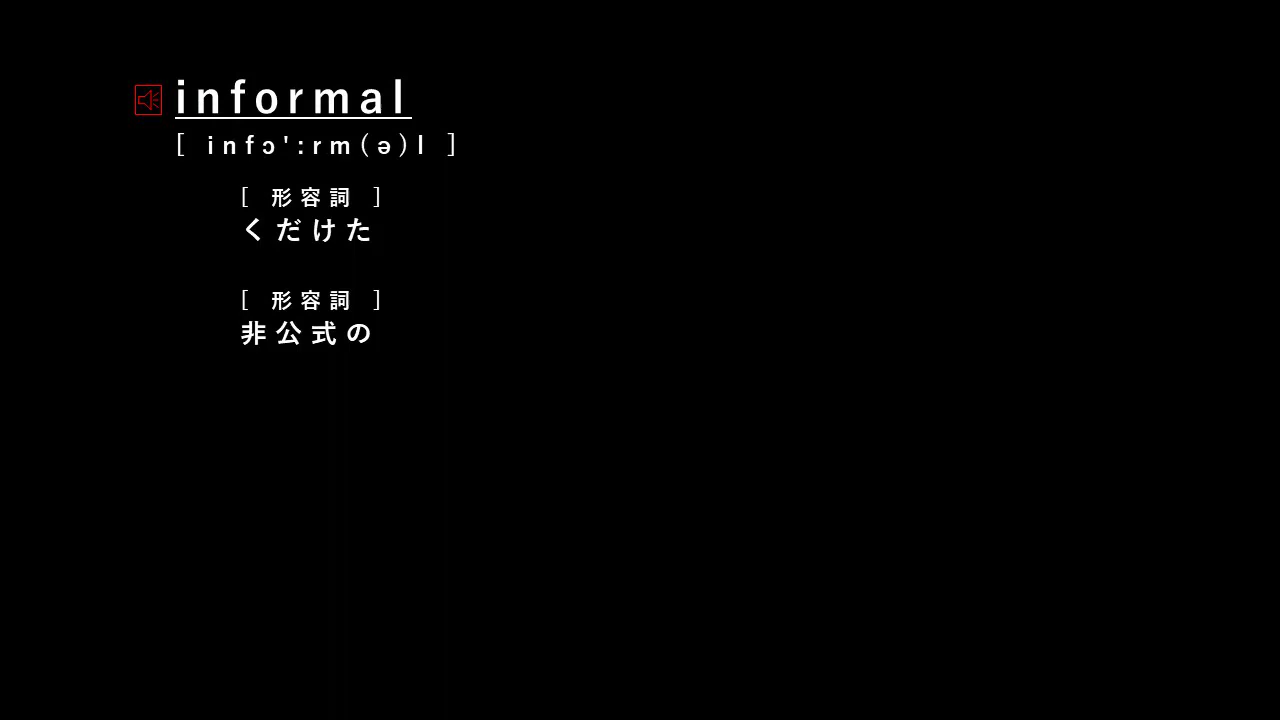 informal
[ infɔ':rm(ə)l ]
[ 形容詞 ]
くだけた
[ 形容詞 ]
非公式の